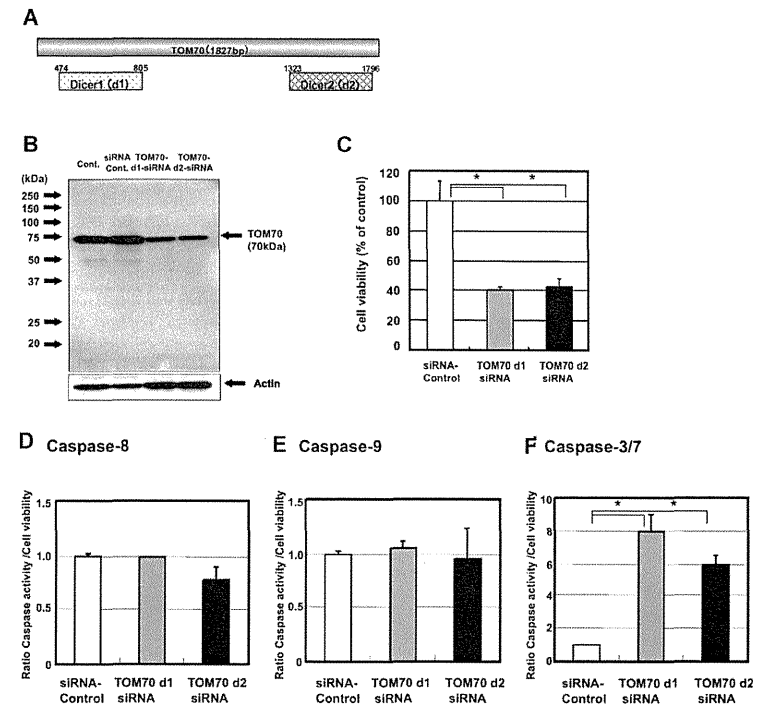 A
TOM70(1827bp)
474 805 1323 1796
Dicer1 (d1) Dicer2 (d2)
B
Cont. siRNA TOM70- TOM70-
Cont. d1-siRNA d2-siRNA
(kDa)
250
150
100
75
50
37
25
20
TOM70
(70kDa)
Actin
C
Cell viability (% of control)
120
100
80
60
40
20
0
* *
siRNA- TOM70 d1 TOM70 d2
Control siRNA siRNA
D Caspase-8
Ratio Caspase activity /Cell viability
1.5
1.0
0.5
0
siRNA- TOM70 d1 TOM70 d2
Control siRNA siRNA
E Caspase-9
Ratio Caspase activity /Cell viability
1.5
1.0
0.5
0
siRNA- TOM70 d1 TOM70 d2
Control siRNA siRNA
F Caspase-3/7
Ratio Caspase activity /Cell viability
10
8
6
4
2
0
* *
siRNA- TOM70 d1 TOM70 d2
Control siRNA siRNA